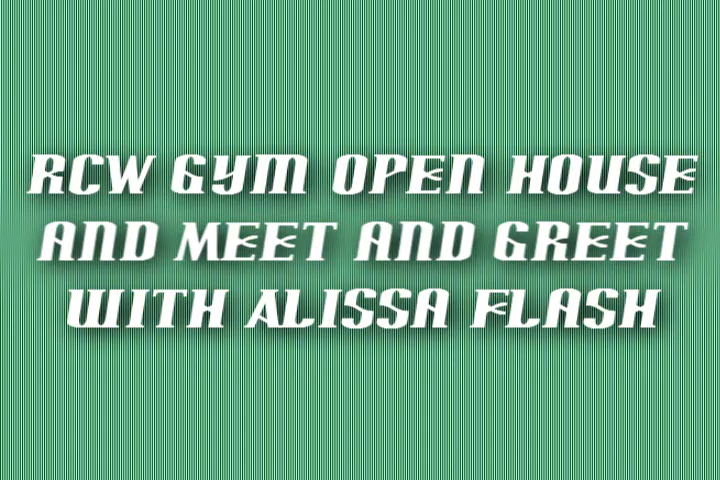 RCW GYM OPEN HOUSE
AND MEET AND GREET
WITH ALISSA FLASH